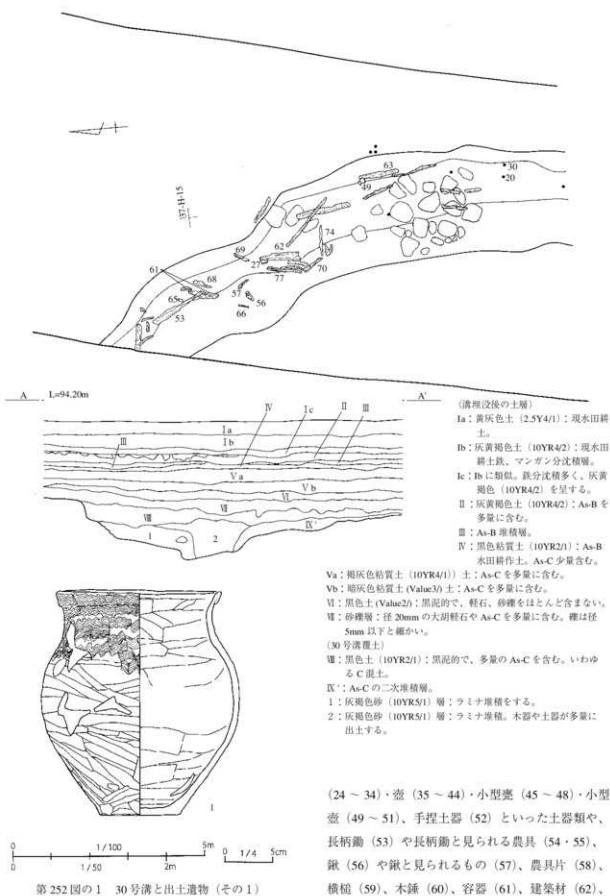 137-H-15
63
49
30
20
74
62
58
69
27
77
70
61
68
57
56
65
53
66
A
L=94.20m
A'
Ⅳ
Ⅰc
Ⅱ
Ⅲ
Ⅰa
Ⅰb
Ⅲ
Ⅴa
Ⅴb
Ⅵ
Ⅶ
Ⅷ
Ⅸ'
1
2
(溝埋没後の土層)
Ⅰa：黄灰色土（2.5Y4/1）：現水田耕
土。
Ⅰb：灰黄褐色土（10YR4/2）：現水田
耕土鉄、マンガン分沈積層。
Ⅰc：Ⅰbに類似。鉄分沈積多く、灰黄
褐色（10YR4/2）を呈する。
Ⅱ：灰黄褐色土（10YR4/2）：As-Bを
多量に含む。
Ⅲ：As-B 堆積層。
Ⅳ：黒色粘質土（10YR2/1）：As-B
水田耕作土。As-C 少量含む。
Ⅴa：褐灰色粘質土（10YR4/1））土：As-Cを多量に含む。
Ⅴb：暗灰色粘質土（Value3/）土：As-Cを多量に含む。
Ⅵ：黒色土（Value2/）：黒泥的で、軽石、砂礫をほとんど含まない。
Ⅶ：砂礫層：径20mmの大胡軽石やAs-Cを多量に含む。礫は径
5mm以下と細かい。
(30号溝覆土)
Ⅷ：黒色土（10YR2/1）：黒泥的で、多量のAs-Cを含む。いわゆ
るC混土。
Ⅸ'：As-Cの二次堆積層。
1：灰褐色砂（10YR5/1）層：ラミナ堆積をする。
2：灰褐色砂（10YR5/1）層：ラミナ堆積。木器や土器が多量に
出土する。
1
0 1/100 5m
0 1/50 2m
0 1/4 5cm
第252図の1 30号溝と出土遺物（その1）
(24～34)・壺（35～44）・小型甕（45～48）・小型
壺（49～51）、手捏土器（52）といった土器類や、
長柄鋤（53）や長柄鋤と見られる農具（54・55）、
鍬（56）や鍬と見られるもの（57）、農具片（58）、
横槌（59）、木錘（60）、容器（61）、建築材（62）、